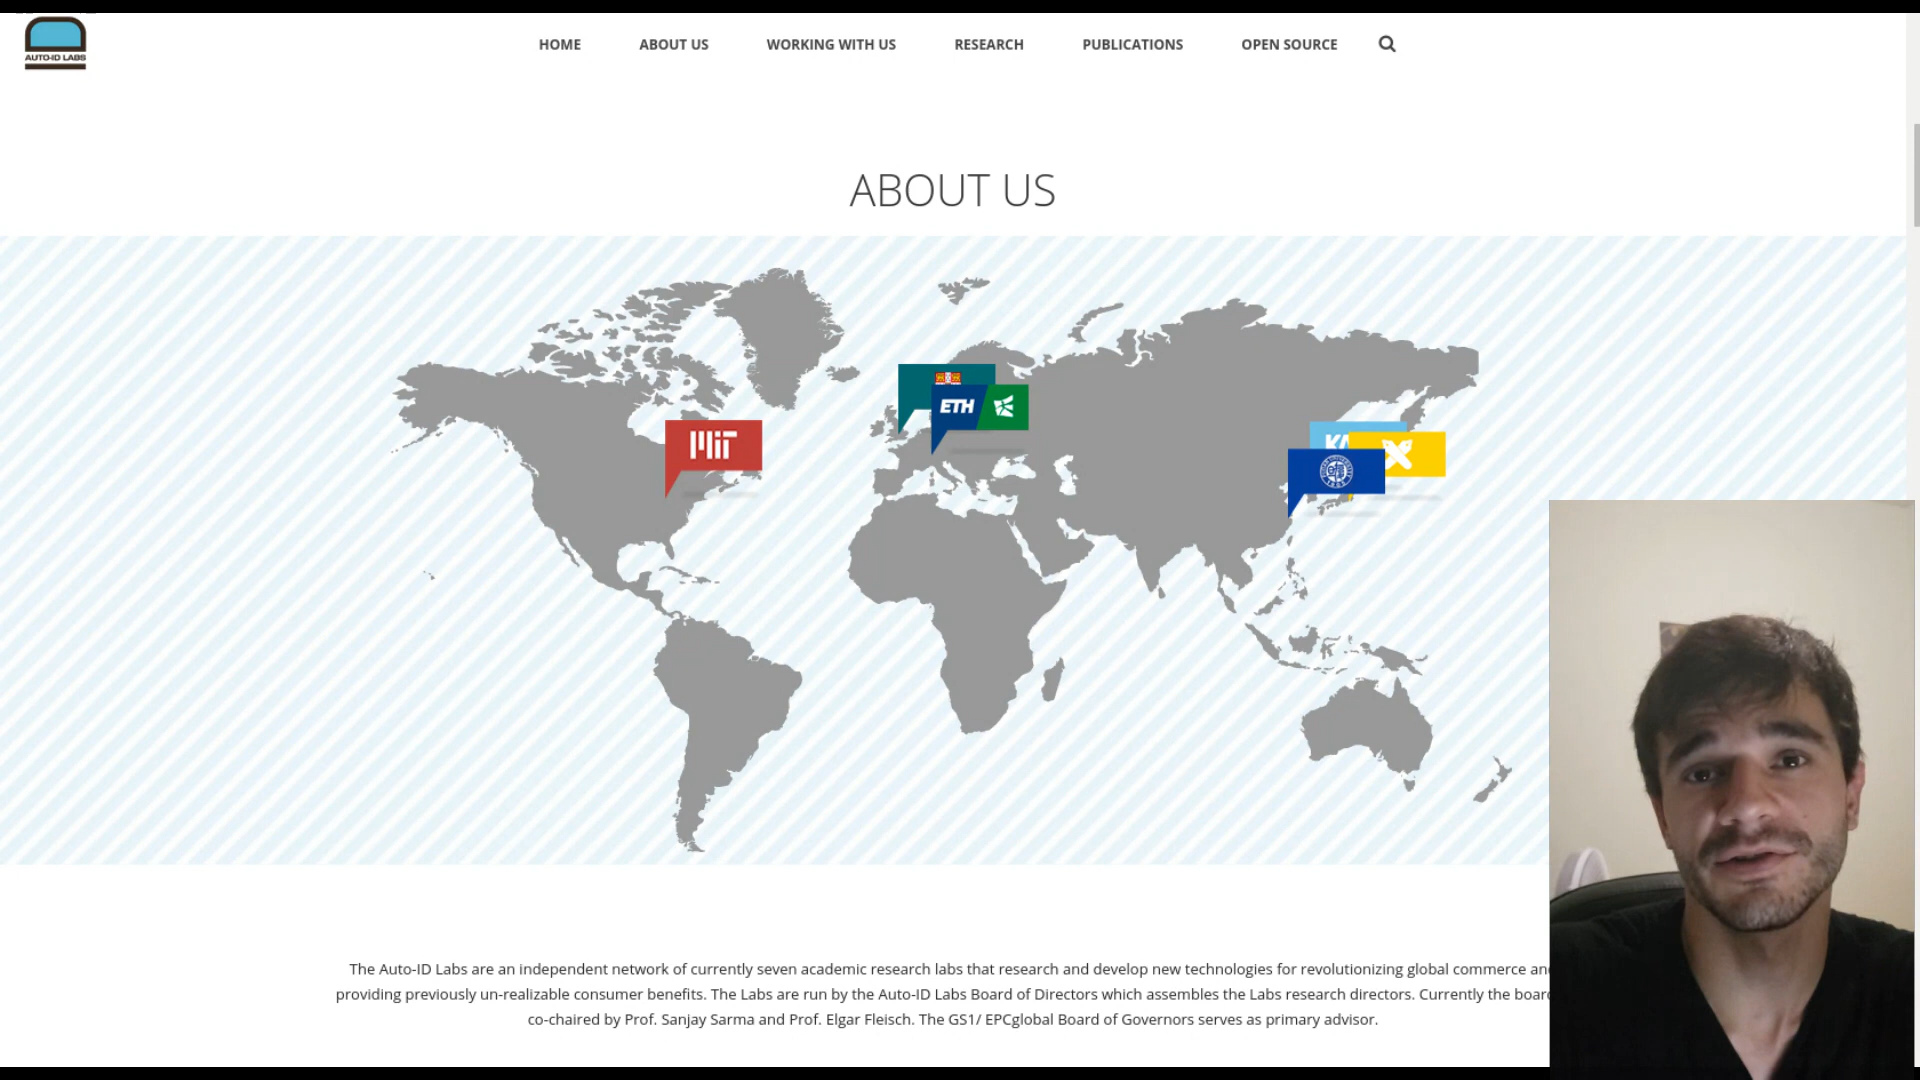 AUTO-ID LABS
HOME
ABOUT US
WORKING WITH US
RESEARCH
PUBLICATIONS
OPEN SOURCE
ABOUT US
MIT
ETH
The Auto-ID Labs are an independent network of currently seven academic research labs that research and develop new technologies for revolutionizing global commerce and
providing previously un-realizable consumer benefits. The Labs are run by the Auto-ID Labs Board of Directors which assembles the Labs research directors. Currently the board
co-chaired by Prof. Sanjay Sarma and Prof. Elgar Fleisch. The GS1/ EPCglobal Board of Governors serves as primary advisor.